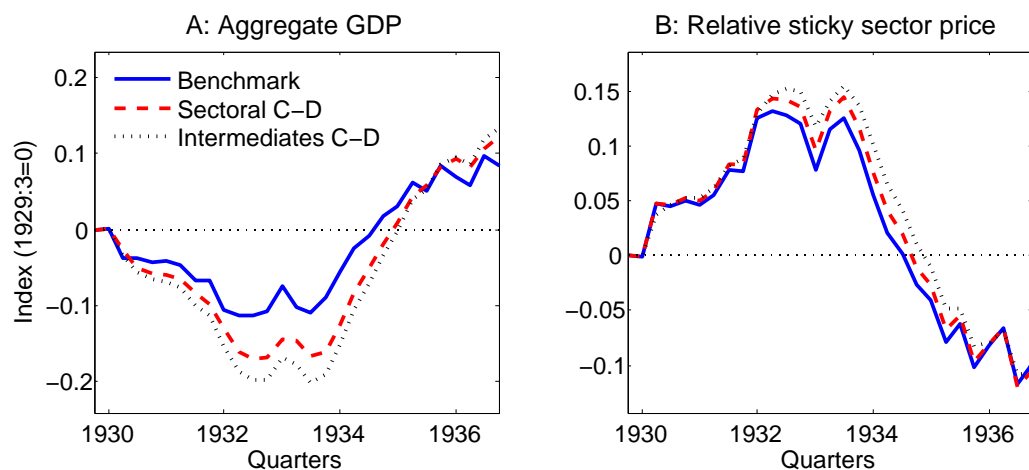 A: Aggregate GDP
Index (1929:3=0)
0.2
0.1
0
−0.1
−0.2
Benchmark
Sectoral C−D
Intermediates C−D
1930 1932 1934 1936
Quarters
B: Relative sticky sector price
0.15
0.1
0.05
0
−0.05
−0.1
1930 1932 1934 1936
Quarters